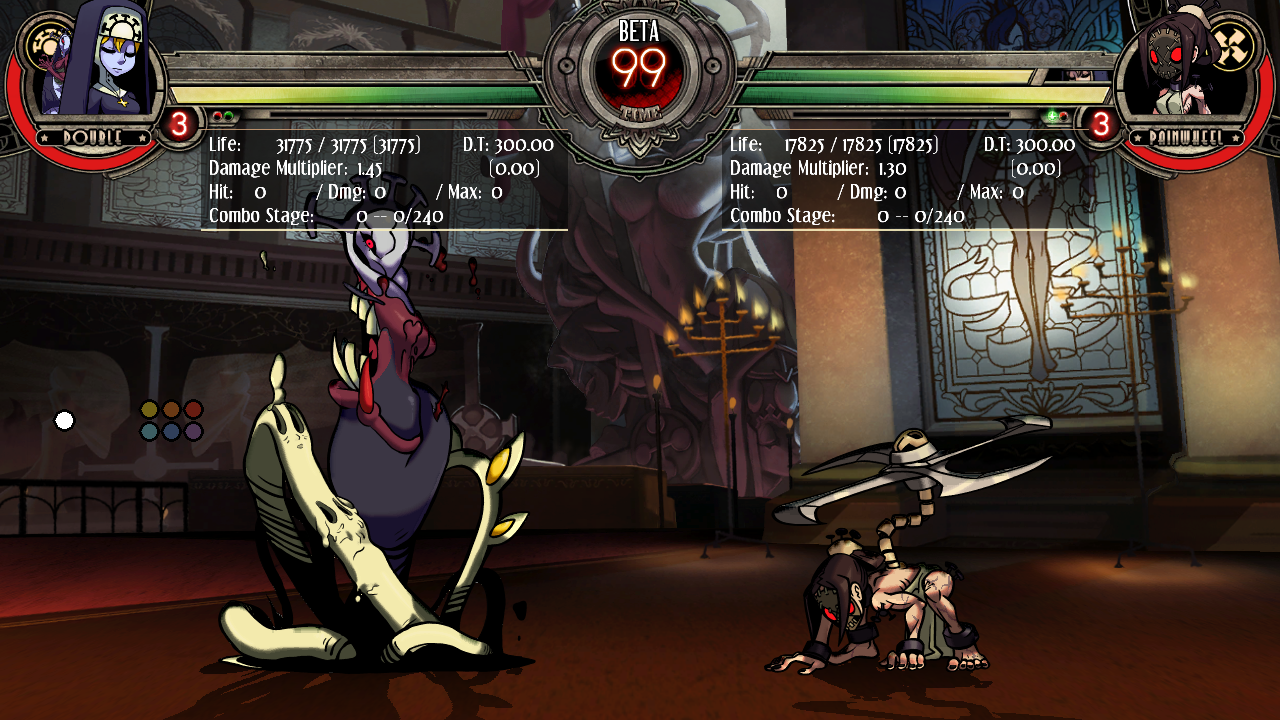 BETA
99
TIME
DOUBLE
3
3
PAINWHEEL
Life: 31775 / 31775 (31775) D.T: 300.00
Damage Multiplier: 1.45 (0.00)
Hit: 0 / Dmg: 0 / Max: 0
Combo Stage: 0 -- 0/240
Life: 17825 / 17825 (17825) D.T: 300.00
Damage Multiplier: 1.30 (0.00)
Hit: 0 / Dmg: 0 / Max: 0
Combo Stage: 0 -- 0/240